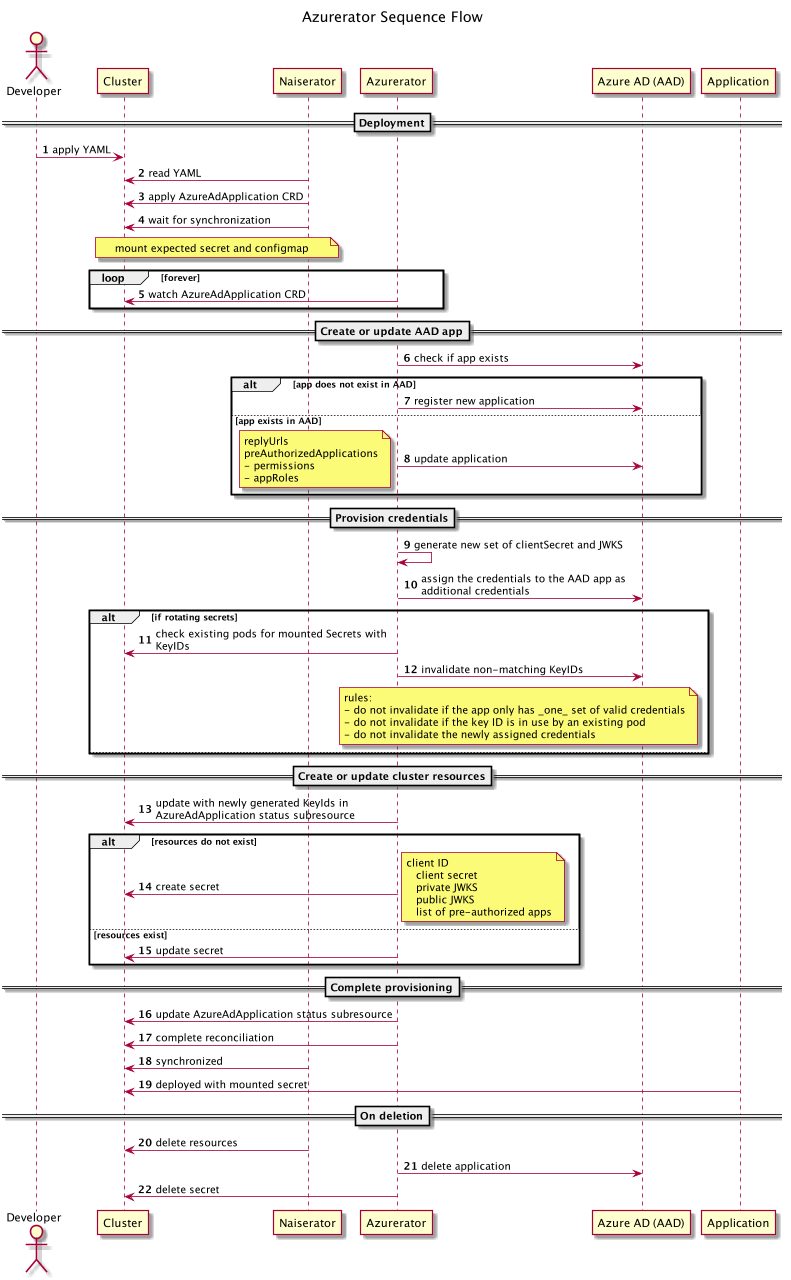 Azurerator Sequence Flow
Developer
Cluster
Naiserator
Azurerator
Azure AD (AAD)
Application
Deployment
1 apply YAML
2 read YAML
3 apply AzureAdApplication CRD
4 wait for synchronization
mount expected secret and configmap
loop [forever]
5 watch AzureAdApplication CRD
Create or update AAD app
6 check if app exists
alt [app does not exist in AAD]
7 register new application
[app exists in AAD]
replyUrls
preAuthorizedApplications
- permissions
- appRoles
8 update application
Provision credentials
9 generate new set of clientSecret and JWKS
10 assign the credentials to the AAD app as
additional credentials
alt [if rotating secrets]
11 check existing pods for mounted Secrets with
KeyIDs
12 invalidate non-matching KeyIDs
rules:
- do not invalidate if the app only has _one_ set of valid credentials
- do not invalidate if the key ID is in use by an existing pod
- do not invalidate the newly assigned credentials
Create or update cluster resources
13 update with newly generated KeyIds in
AzureAdApplication status subresource
alt [resources do not exist]
14 create secret
client ID
client secret
private JWKS
public JWKS
list of pre-authorized apps
[resources exist]
15 update secret
Complete provisioning
16 update AzureAdApplication status subresource
17 complete reconciliation
18 synchronized
19 deployed with mounted secret
On deletion
20 delete resources
21 delete application
22 delete secret
Developer
Cluster
Naiserator
Azurerator
Azure AD (AAD)
Application